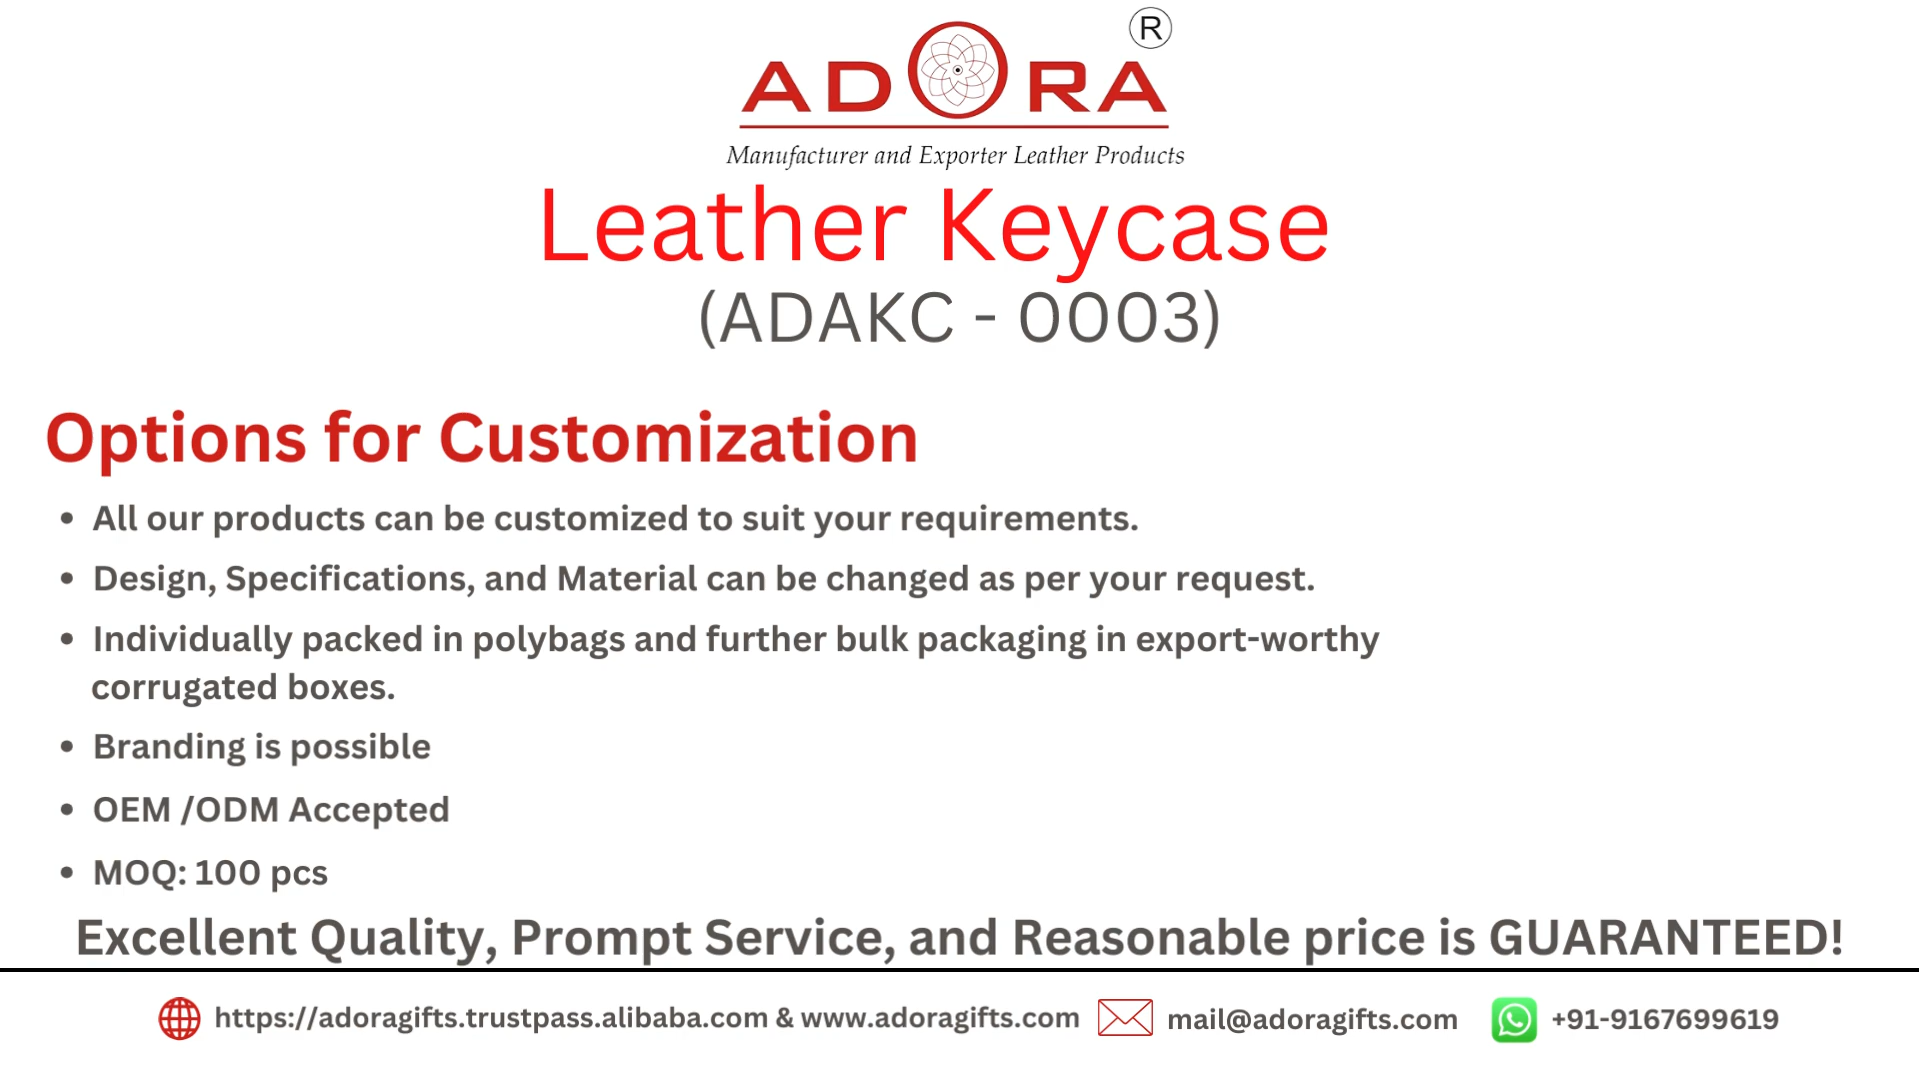 ADORA ®
Manufacturer and Exporter Leather Products
Leather Keycase
(ADAKC - 0003)
Options for Customization
• All our products can be customized to suit your requirements.
• Design, Specifications, and Material can be changed as per your request.
• Individually packed in polybags and further bulk packaging in export-worthy
corrugated boxes.
• Branding is possible
• OEM /ODM Accepted
• MOQ: 100 pcs
Excellent Quality, Prompt Service, and Reasonable price is GUARANTEED!
https://adoragifts.trustpass.alibaba.com & www.adoragifts.com mail@adoragifts.com +91-9167699619